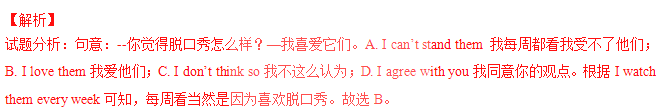 【解析】
试题分析：句意：--你觉得脱口秀怎么样？—我喜爱它们。A. I can't stand them 我每周都看我受不了他们；
B. I love them 我爱他们；C. I don't think so 我不这么认为；D. I agree with you 我同意你的观点。根据 I watch
them every week 可知，每周看当然是因为喜欢脱口秀。故选 B。